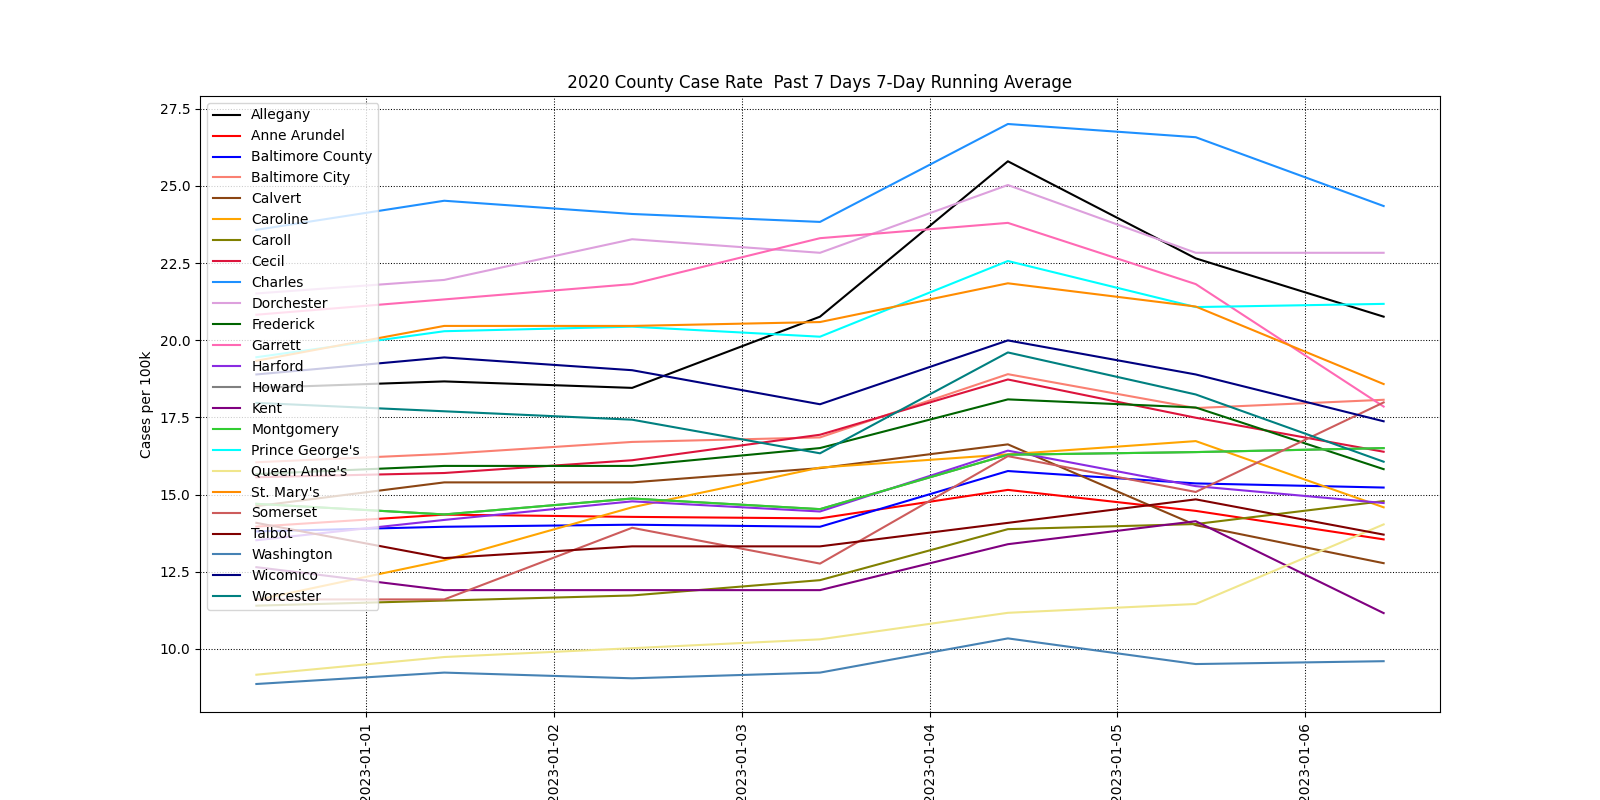 2020 County Case Rate  Past 7 Days 7-Day Running Average
Cases per 100k
27.5
25.0
22.5
20.0
17.5
15.0
12.5
10.0
Allegany
Anne Arundel
Baltimore County
Baltimore City
Calvert
Caroline
Caroll
Cecil
Charles
Dorchester
Frederick
Garrett
Harford
Howard
Kent
Montgomery
Prince George's
Queen Anne's
St. Mary's
Somerset
Talbot
Washington
Wicomico
Worcester
2023-01-01
2023-01-02
2023-01-03
2023-01-04
2023-01-05
2023-01-06